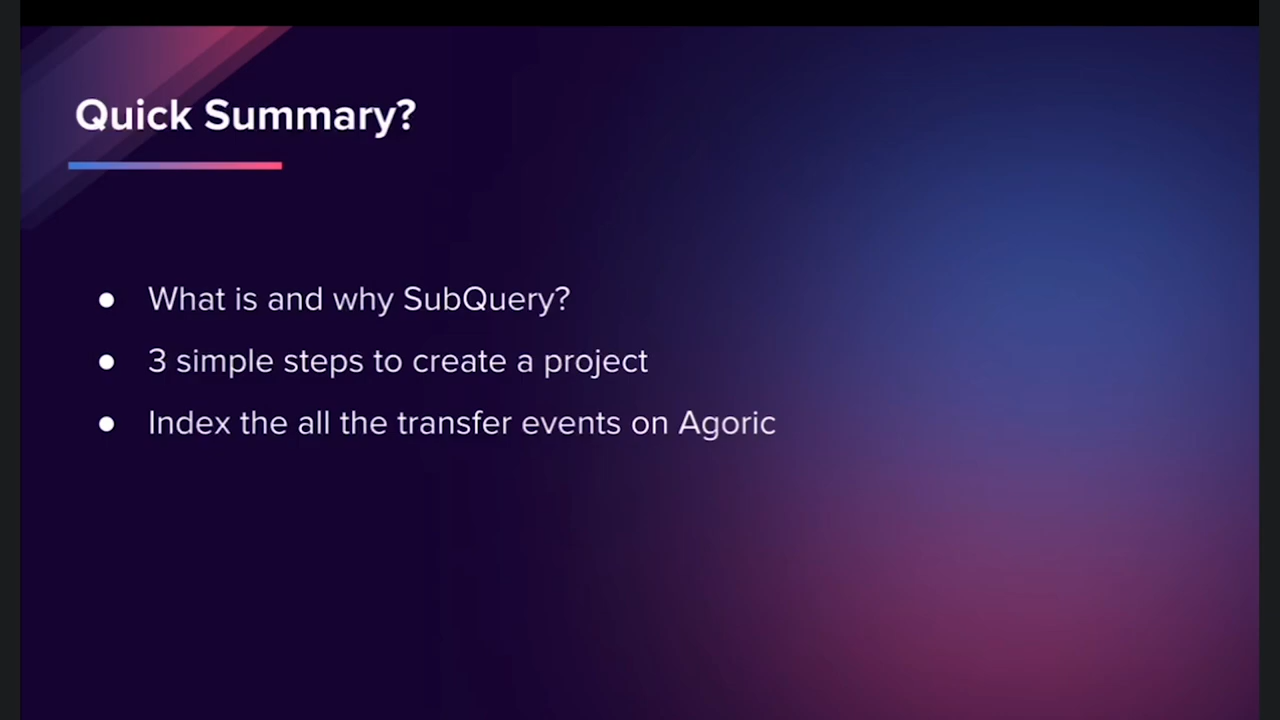 Quick Summary?
● What is and why SubQuery?
● 3 simple steps to create a project
● Index the all the transfer events on Agoric